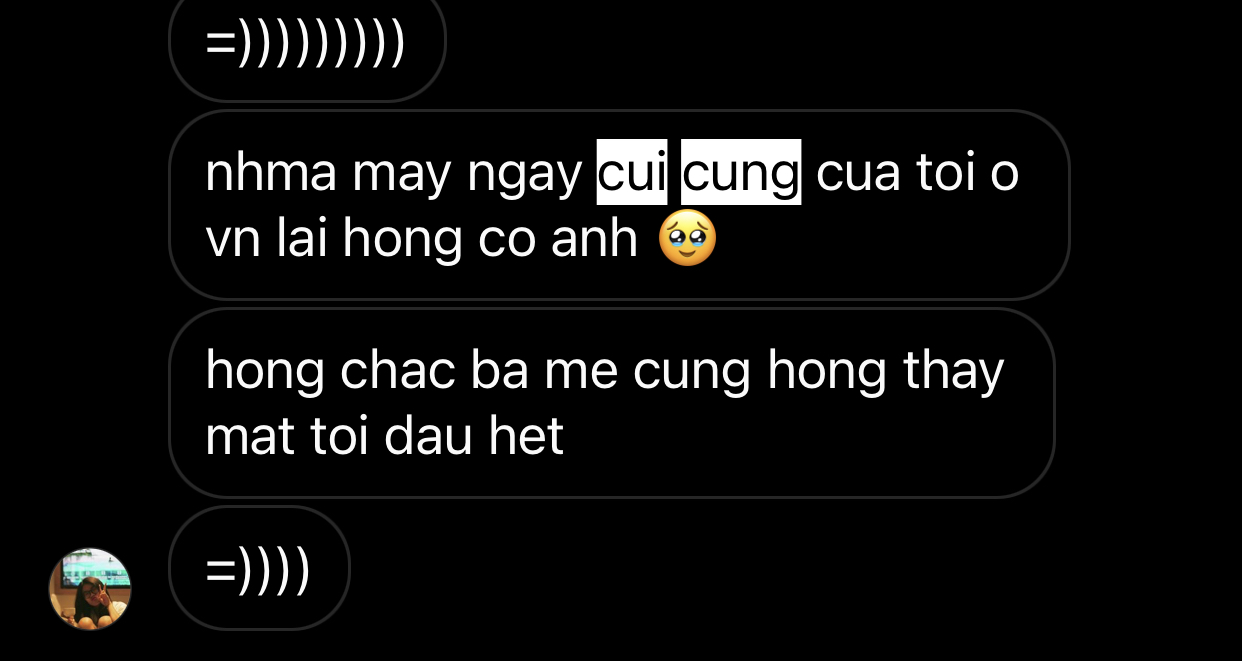 =)))))))))
nhma may ngay cui cung cua toi o
vn lai hong co anh 🥹
hong chac ba me cung hong thay
mat toi dau het
=))))